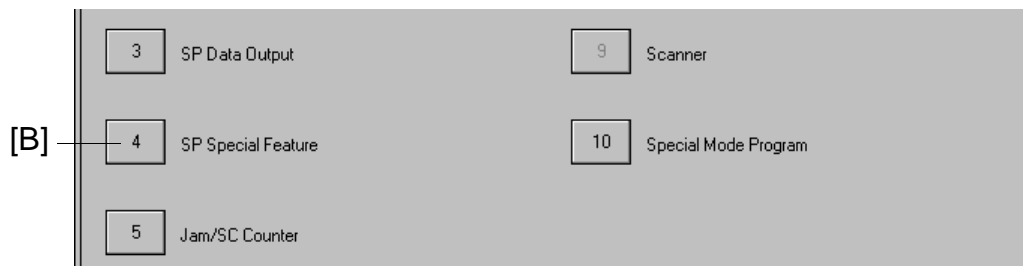 3 SP Data Output 9 Scanner
[B] 4 SP Special Feature 10 Special Mode Program
5 Jam/SC Counter